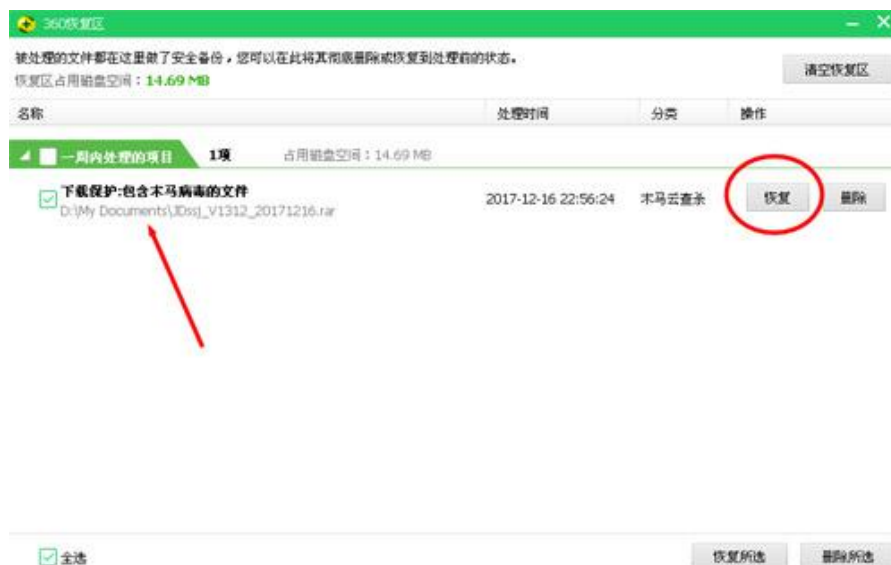 360恢复区
被处理的文件都在这里做了安全备份，您可以在此将其彻底删除或恢复到处理前的状态。
恢复区占用磁盘空间：14.69 MB
清空恢复区
名称 处理时间 分类 操作
一周内处理的项目 1项 占用磁盘空间：14.69 MB
下载保护:包含木马病毒的文件 2017-12-16 22:56:24 木马云查杀 恢复 删除
D:\My Documents\JDssj_V1312_20171216.rar
全选 恢复所选 删除所选